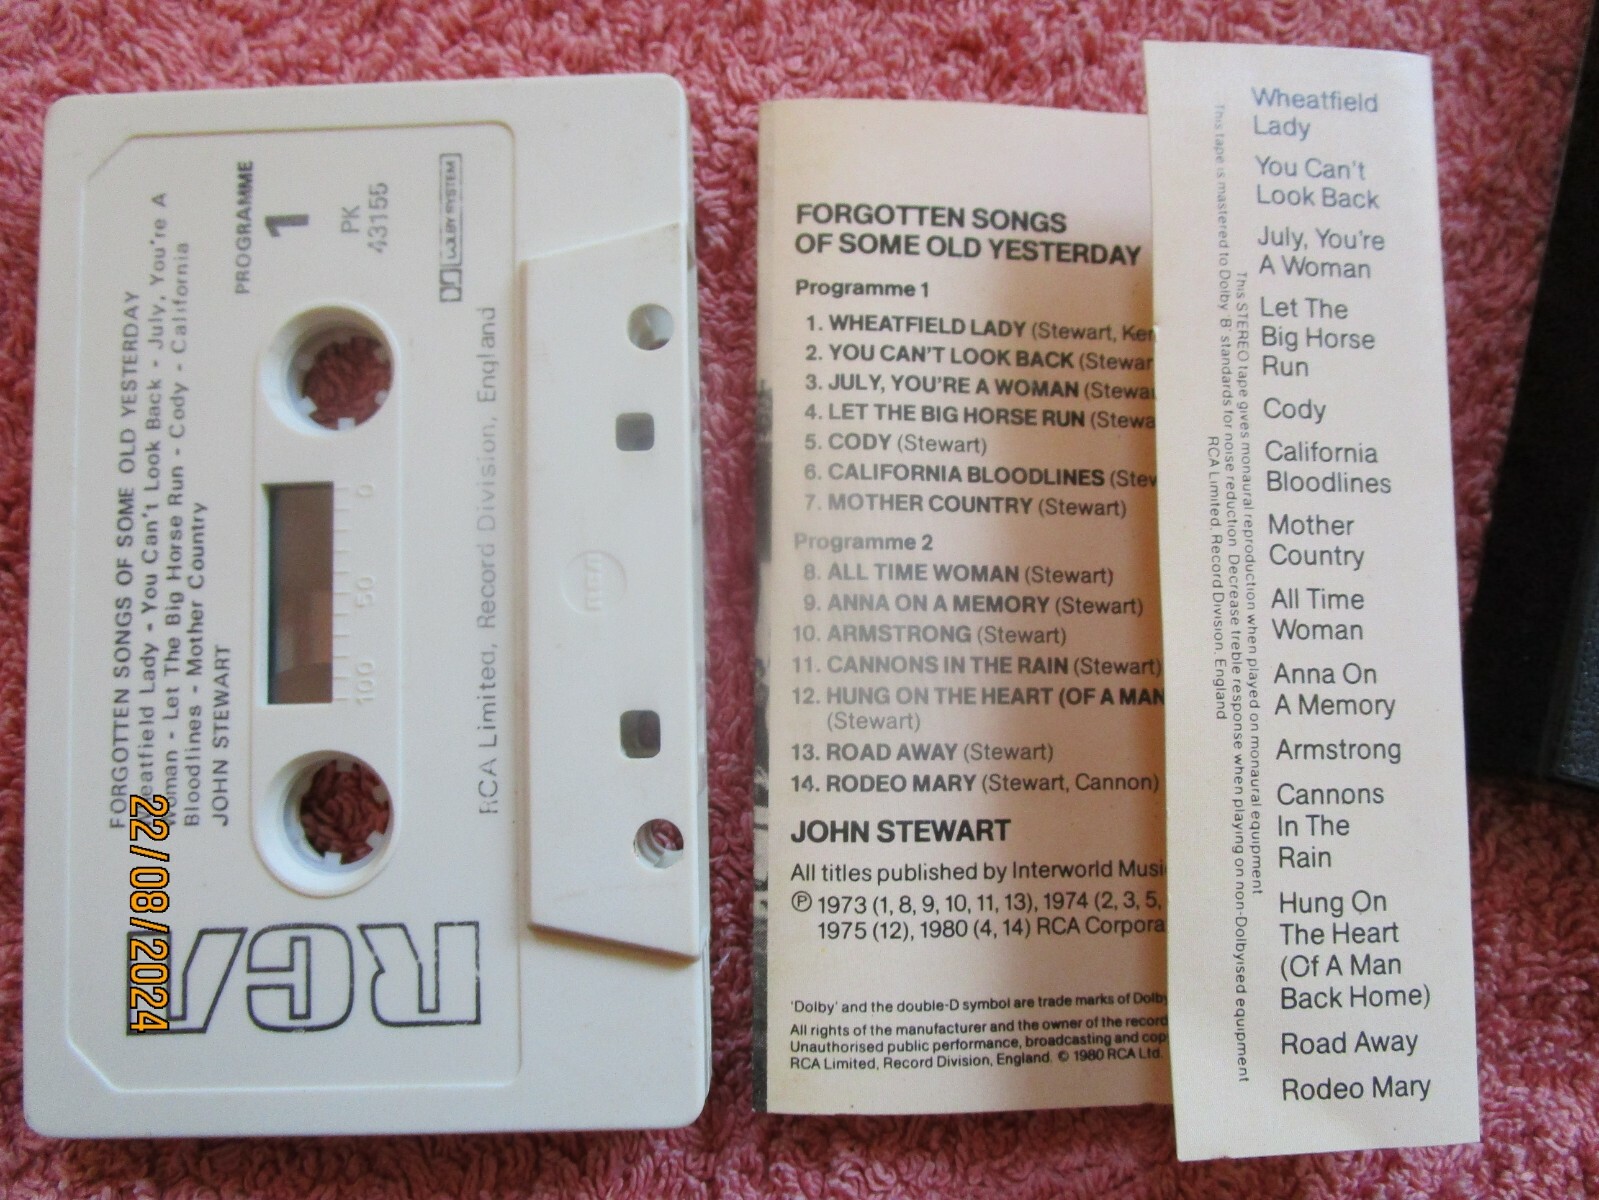 FORGOTTEN SONGS OF SOME OLD YESTERDAY
Wheatfield Lady - You Can't Look Back - July, You're A
Woman - Let The Big Horse Run - Cody - California
Bloodlines - Mother Country
JOHN STEWART
PROGRAMME
1
PK
43155
DOLBY SYSTEM
0
50
100
RCA Limited, Record Division, England
RCA
RCA
22/08/2024
FORGOTTEN SONGS
OF SOME OLD YESTERDAY
Programme 1
1. WHEATFIELD LADY (Stewart, Ken
2. YOU CAN'T LOOK BACK (Stewar
3. JULY, YOU'RE A WOMAN (Stewa
4. LET THE BIG HORSE RUN (Stewa
5. CODY (Stewart)
6. CALIFORNIA BLOODLINES (Stew
7. MOTHER COUNTRY (Stewart)
Programme 2
8. ALL TIME WOMAN (Stewart)
9. ANNA ON A MEMORY (Stewart)
10. ARMSTRONG (Stewart)
11. CANNONS IN THE RAIN (Stewart)
12. HUNG ON THE HEART (OF A MAN
(Stewart)
13. ROAD AWAY (Stewart)
14. RODEO MARY (Stewart, Cannon)
JOHN STEWART
All titles published by Interworld Musi
℗ 1973 (1, 8, 9, 10, 11, 13), 1974 (2, 3, 5,
1975 (12), 1980 (4, 14) RCA Corpora
'Dolby' and the double-D symbol are trade marks of Dolby
All rights of the manufacturer and the owner of the record
Unauthorised public performance, broadcasting and cop
RCA Limited, Record Division, England. © 1980 RCA Ltd.
This STEREO tape gives monaural reproduction when played on monaural equipment
This tape is mastered to Dolby 'B' standards for noise reduction. Decrease treble response when playing on non-Dolbyised equipment
RCA Limited. Record Division. England
Wheatfield
Lady
You Can't
Look Back
July, You're
A Woman
Let The
Big Horse
Run
Cody
California
Bloodlines
Mother
Country
All Time
Woman
Anna On
A Memory
Armstrong
Cannons
In The
Rain
Hung On
The Heart
(Of A Man
Back Home)
Road Away
Rodeo Mary